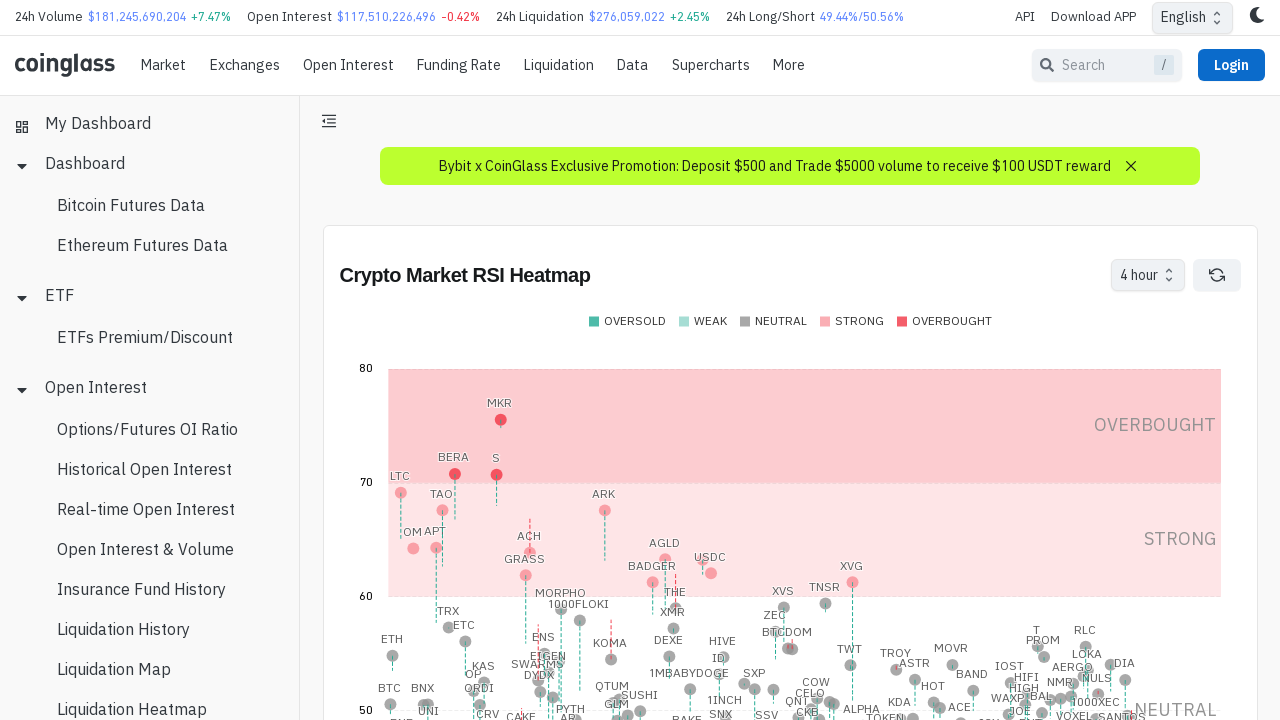 24h Volume $181,245,690,204 +7.47% Open Interest $117,510,226,496 -0.42% 24h Liquidation $276,059,022 +2.45% 24h Long/Short 49.44%/50.56% API Download APP English
coinglass Market Exchanges Open Interest Funding Rate Liquidation Data Supercharts More Search / Login
My Dashboard
Dashboard
Bitcoin Futures Data
Ethereum Futures Data
ETF
ETFs Premium/Discount
Open Interest
Options/Futures OI Ratio
Historical Open Interest
Real-time Open Interest
Open Interest & Volume
Insurance Fund History
Liquidation History
Liquidation Map
Liquidation Heatmap
Bybit x CoinGlass Exclusive Promotion: Deposit $500 and Trade $5000 volume to receive $100 USDT reward
Crypto Market RSI Heatmap
4 hour
OVERSOLD WEAK NEUTRAL STRONG OVERBOUGHT
80
MKR
OVERBOUGHT
BERA S
LTC
70
TAO ARK
OM APT
ACH
STRONG
AGLD
GRASS USDC
BADGER XVG
TNSR
THE XVS
MORPHO
60
1000FLOKI
TRX XMR
ZEC
ETC
T RLC
BTCDOM
ETH ENS DEXE HIVE PROM
KOMA
TWT MOVR
TROY LOKA
EIGEN ID
SWARMS ASTR DIA
KAS IOST AERGO
OP DYDX 1MBABYDOGE SXP BAND
HIFI NULS
COW NMR
BTC BNX ORDI QTUM HOT HIGH
SUSHI CELO
1INCH QNT KDA WAXP BAL 1000XEC
GLM
50 UNI CRV PYTH ALPHA ACE NEUTRAL
CAKE SNX SSV CKB JOE
AR BAKE TOKEN VOXEL SANTOS